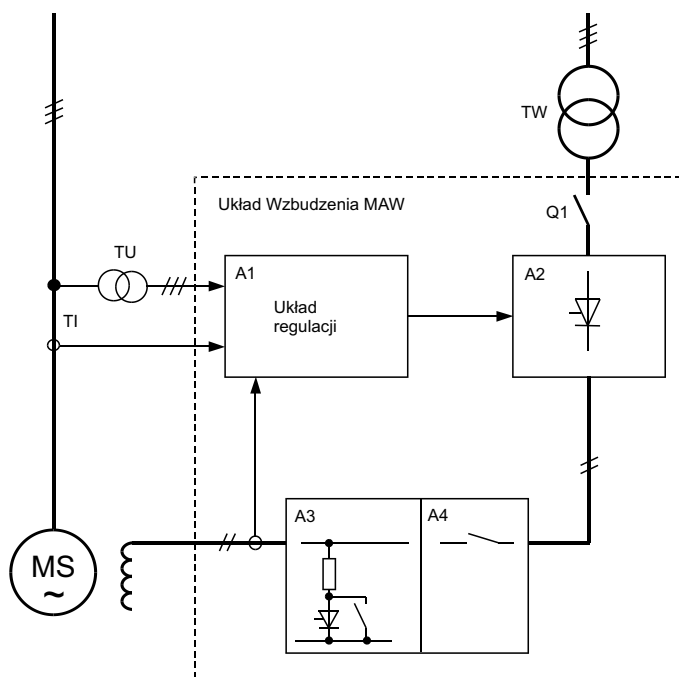 TW
Układ Wzbudzenia MAW
Q1
TU
A1
A2
Układ
regulacji
TI
A3
A4
MS
~